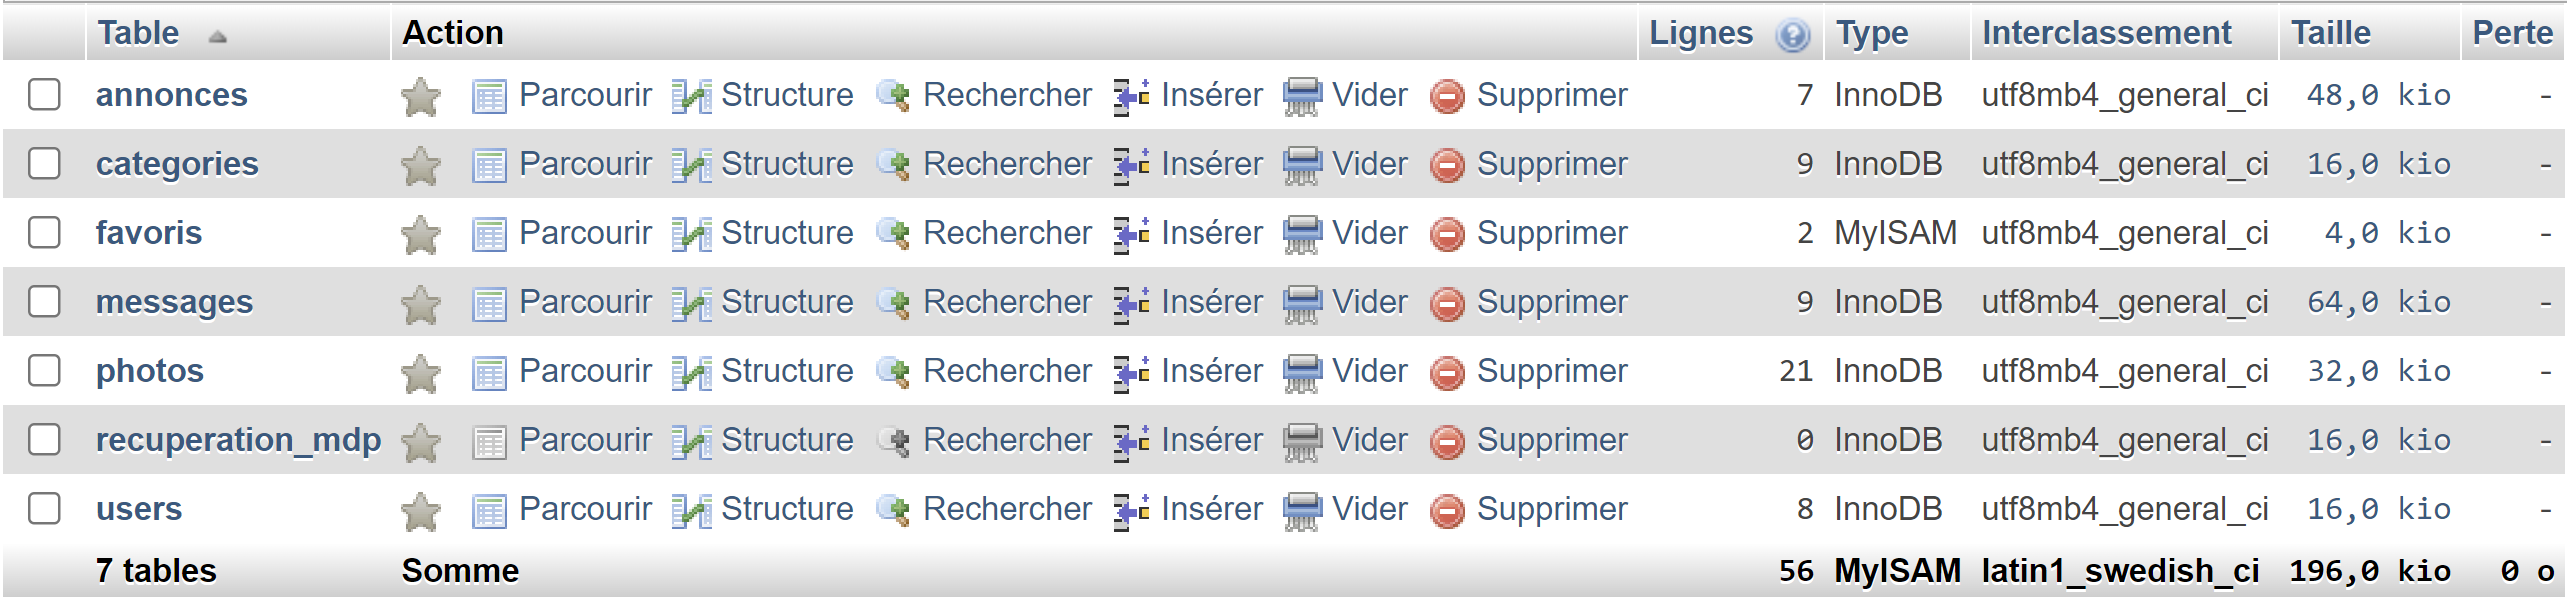 Table Action Lignes Type Interclassement Taille Perte
annonces Parcourir Structure Rechercher Insérer Vider Supprimer 7 InnoDB utf8mb4_general_ci 48,0 kio -
categories Parcourir Structure Rechercher Insérer Vider Supprimer 9 InnoDB utf8mb4_general_ci 16,0 kio -
favoris Parcourir Structure Rechercher Insérer Vider Supprimer 2 MyISAM utf8mb4_general_ci 4,0 kio -
messages Parcourir Structure Rechercher Insérer Vider Supprimer 9 InnoDB utf8mb4_general_ci 64,0 kio -
photos Parcourir Structure Rechercher Insérer Vider Supprimer 21 InnoDB utf8mb4_general_ci 32,0 kio -
recuperation_mdp Parcourir Structure Rechercher Insérer Vider Supprimer 0 InnoDB utf8mb4_general_ci 16,0 kio -
users Parcourir Structure Rechercher Insérer Vider Supprimer 8 InnoDB utf8mb4_general_ci 16,0 kio -
7 tables Somme 56 MyISAM latin1_swedish_ci 196,0 kio 0 o